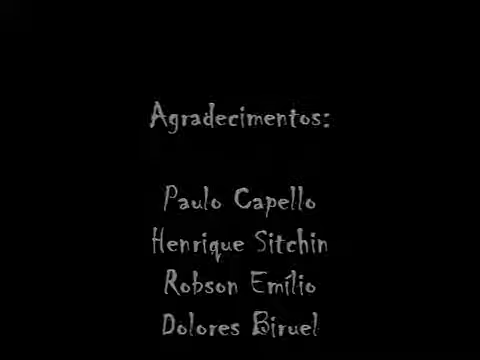 Agradecimentos:
Paulo Capello
Henrique Sitchin
Robson Emílio
Dolores Biruel